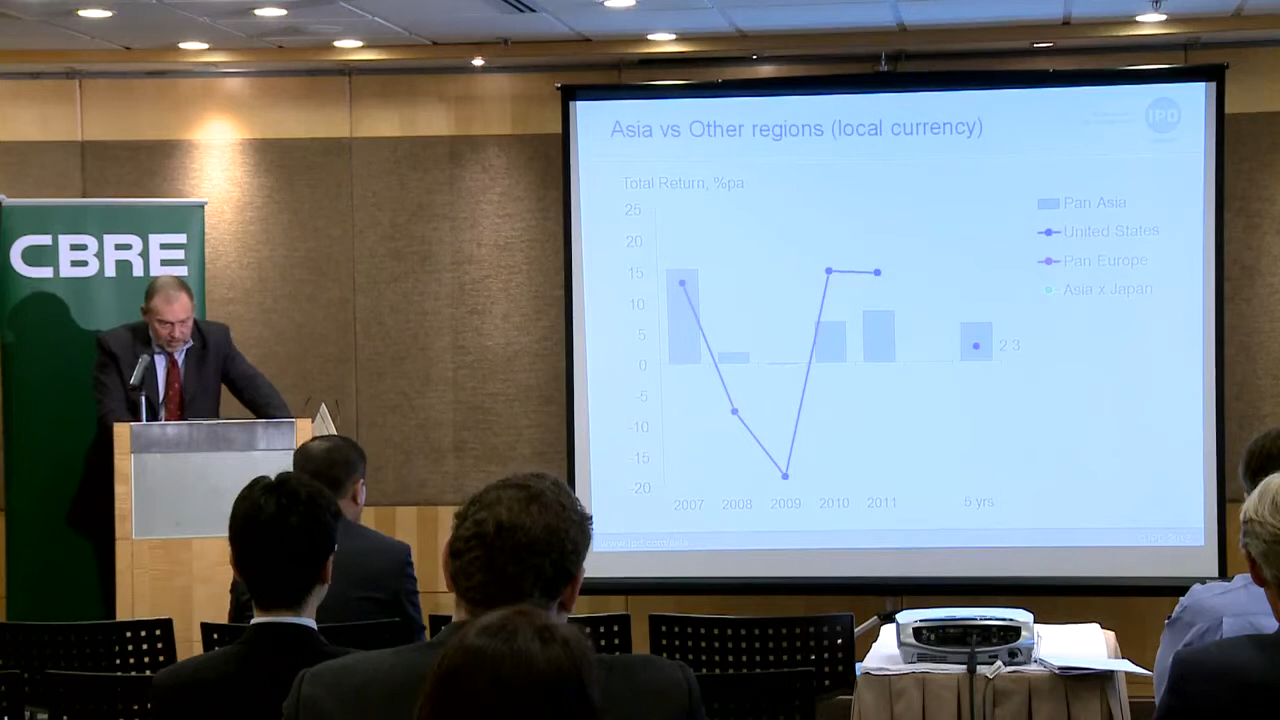 CBRE
Asia vs Other regions (local currency)
IPD
Total Return, %pa
25
20
15
10
5
0
-5
-10
-15
-20
2007 2008 2009 2010 2011 5 yrs
2.3
Pan Asia
United States
Pan Europe
Asia x Japan
www.ipd.com/asia
© IPD 2012